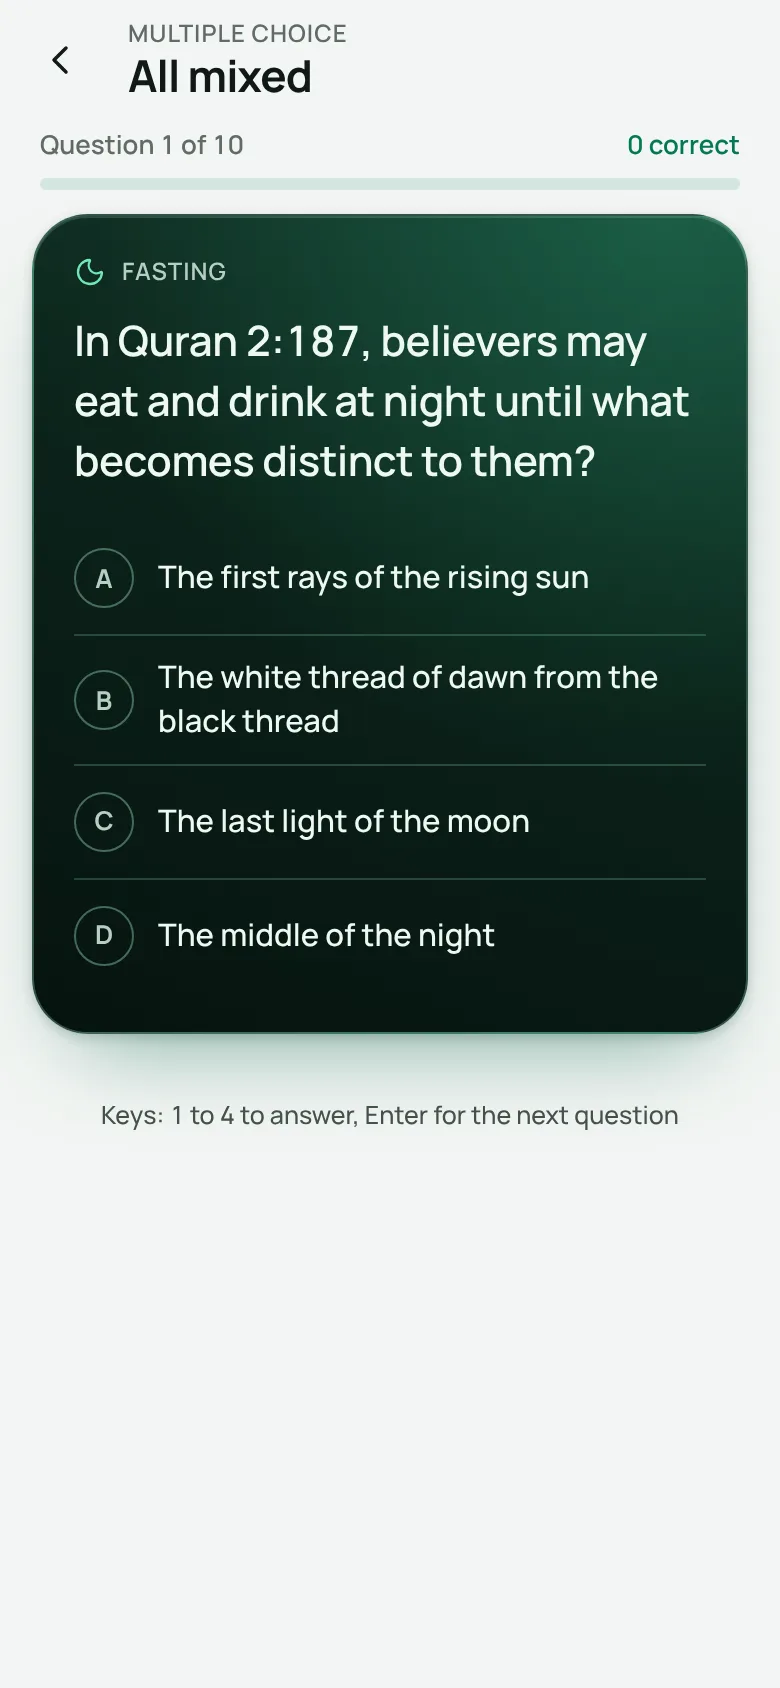 MULTIPLE CHOICE
All mixed
Question 1 of 10
0 correct
FASTING
In Quran 2:187, believers may
eat and drink at night until what
becomes distinct to them?
A
The first rays of the rising sun
B
The white thread of dawn from the
black thread
C
The last light of the moon
D
The middle of the night
Keys: 1 to 4 to answer, Enter for the next question